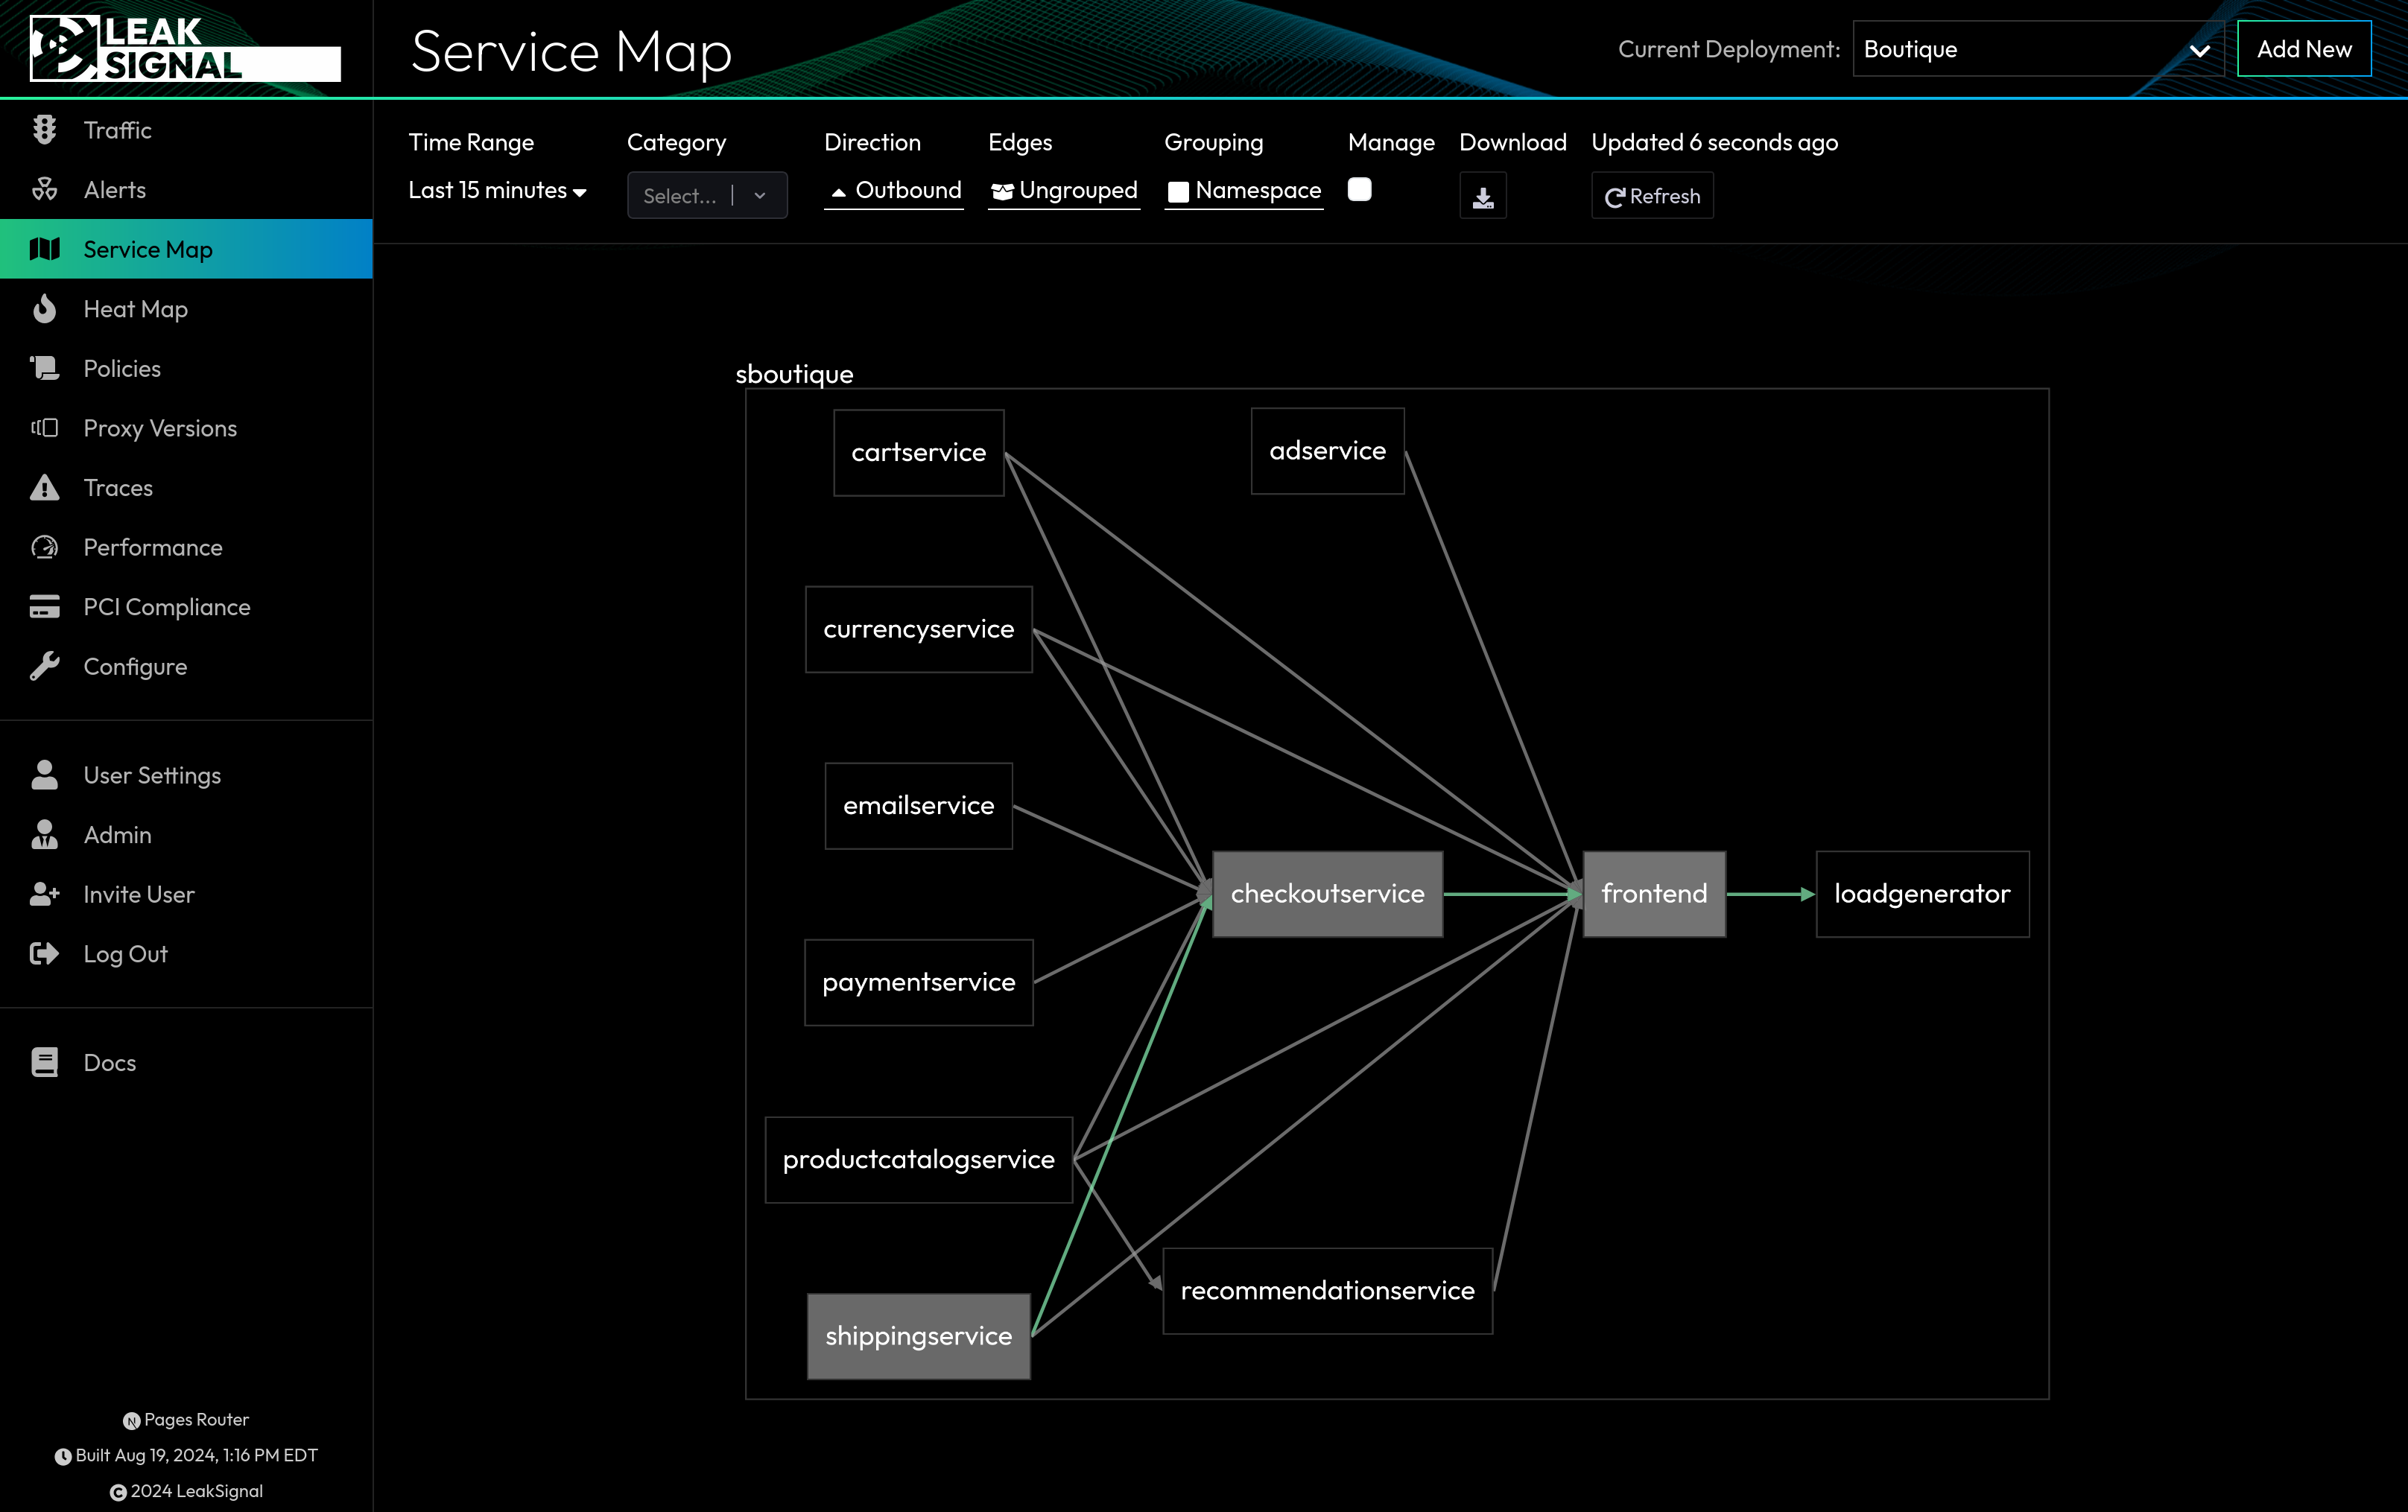 LEAK
SIGNAL
Service Map
Current Deployment:
Boutique
Add New
Traffic
Alerts
Service Map
Heat Map
Policies
Proxy Versions
Traces
Performance
PCI Compliance
Configure
User Settings
Admin
Invite User
Log Out
Docs
Pages Router
Built Aug 19, 2024, 1:16 PM EDT
2024 LeakSignal
Time Range
Last 15 minutes
Category
Select...
Direction
Outbound
Edges
Ungrouped
Grouping
Namespace
Manage
Download
Updated 6 seconds ago
Refresh
sboutique
cartservice
adservice
currencyservice
emailservice
checkoutservice
frontend
loadgenerator
paymentservice
productcatalogservice
recommendationservice
shippingservice